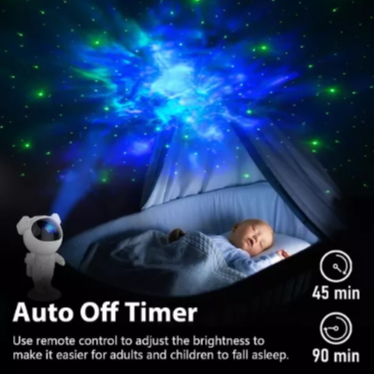 Auto Off Timer
Use remote control to adjust the brightness to
make it easier for adults and children to fall asleep.
45 min
90 min